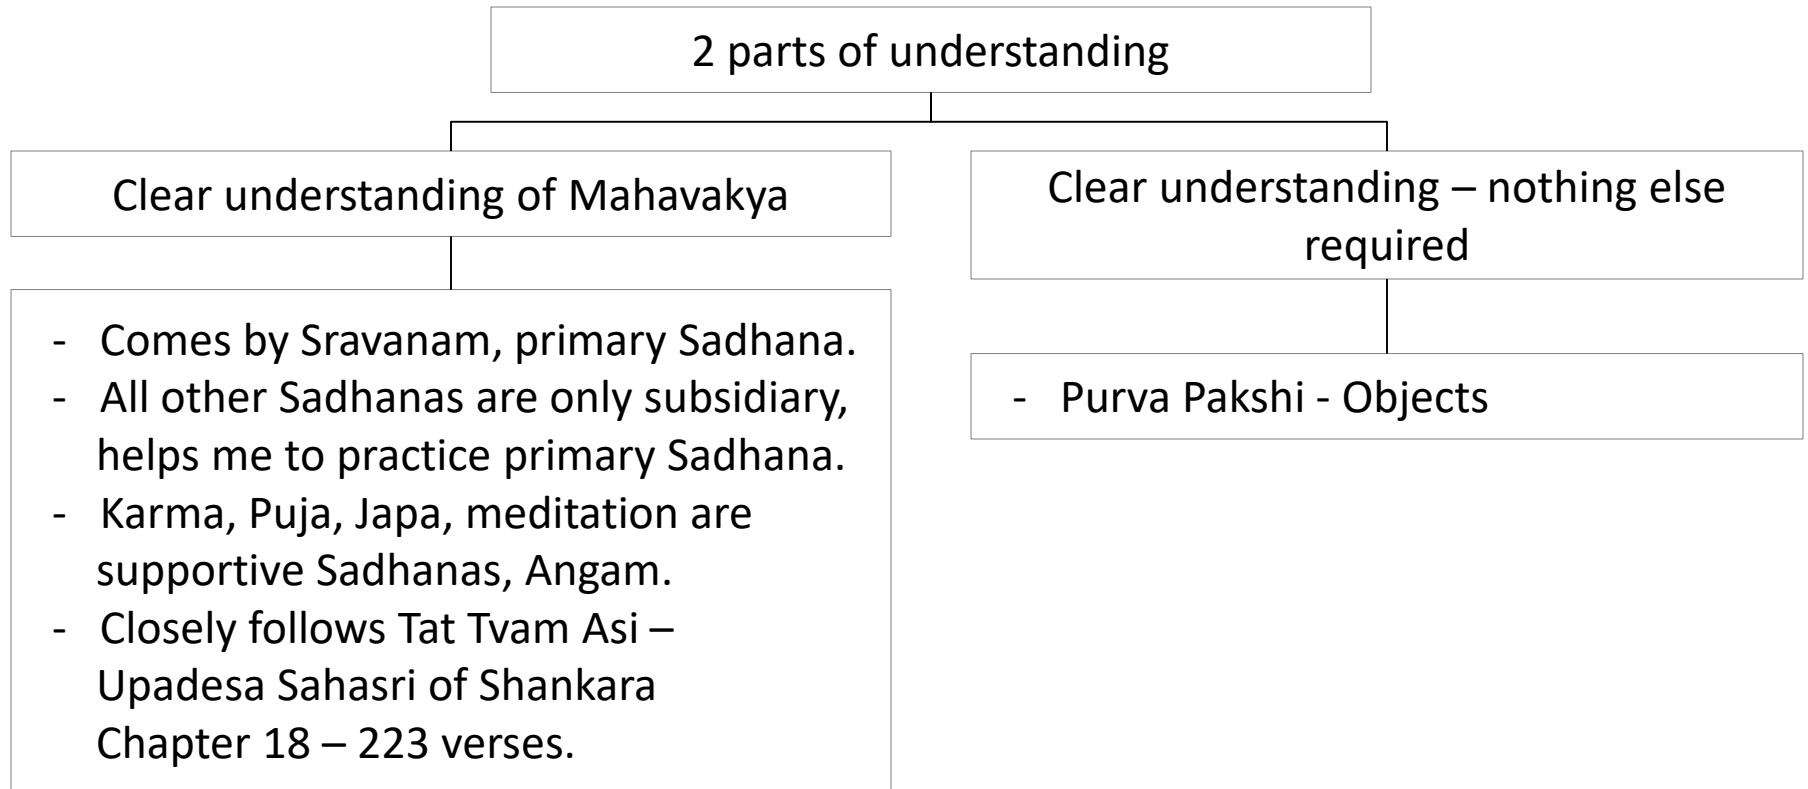 2 parts of understanding
Clear understanding of Mahavakya
- Comes by Sravanam, primary Sadhana.
- All other Sadhanas are only subsidiary,
helps me to practice primary Sadhana.
- Karma, Puja, Japa, meditation are
supportive Sadhanas, Angam.
- Closely follows Tat Tvam Asi –
Upadesa Sahasri of Shankara
Chapter 18 – 223 verses.
Clear understanding – nothing else
required
- Purva Pakshi - Objects